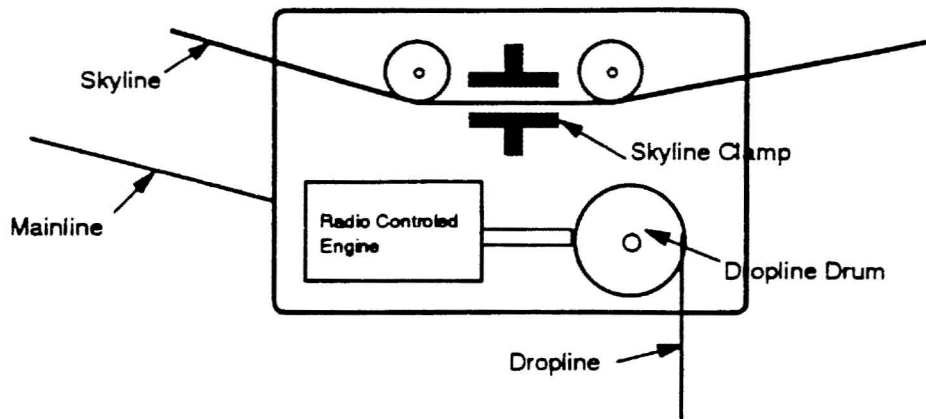 Skyline
Skyline Clamp
Mainline
Radio Controled
Engine
Dropline Drum
Dropline